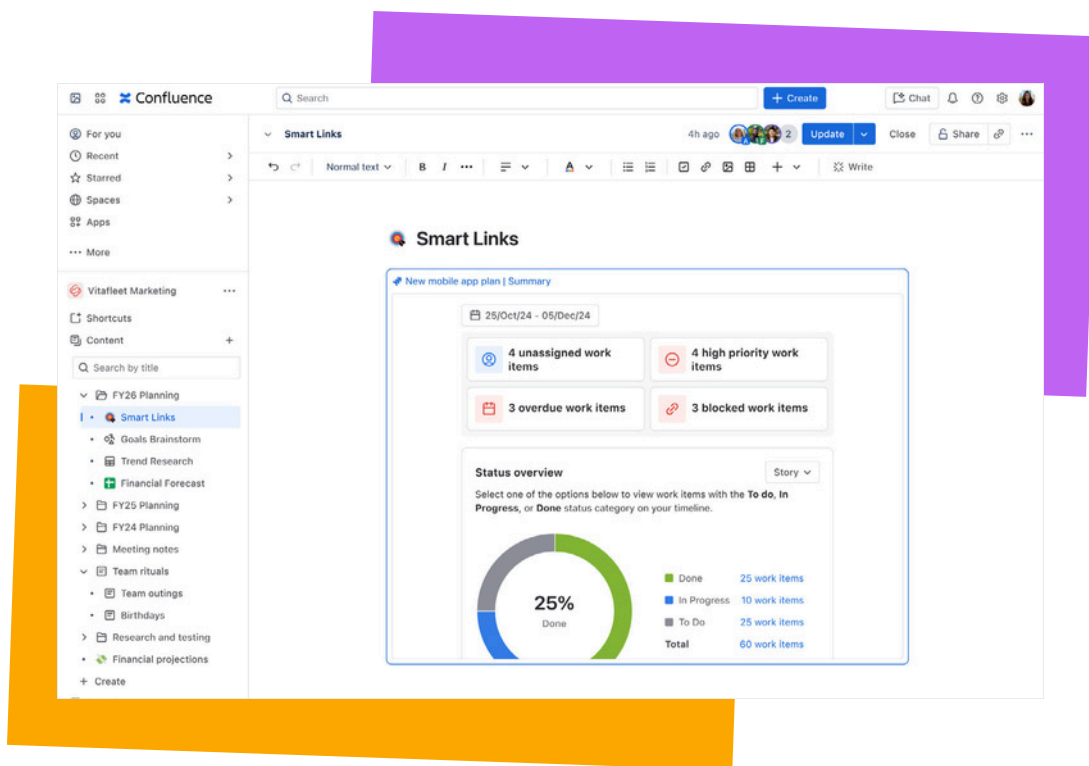 Confluence
Search
+ Create
Chat
For you
Recent
Starred
Spaces
Apps
More
Vitafleet Marketing
Shortcuts
Content
Search by title
FY26 Planning
Smart Links
Goals Brainstorm
Trend Research
Financial Forecast
FY25 Planning
FY24 Planning
Meeting notes
Team rituals
Team outings
Birthdays
Research and testing
Financial projections
+ Create
Smart Links
4h ago
2
Update
Close
Share
Normal text
B I
A
Write
Smart Links
New mobile app plan | Summary
25/Oct/24 - 05/Dec/24
4 unassigned work
items
4 high priority work
items
3 overdue work items
3 blocked work items
Status overview
Story
Select one of the options below to view work items with the To do, In
Progress, or Done status category on your timeline.
25%
Done
Done 25 work items
In Progress 10 work items
To Do 25 work items
Total 60 work items